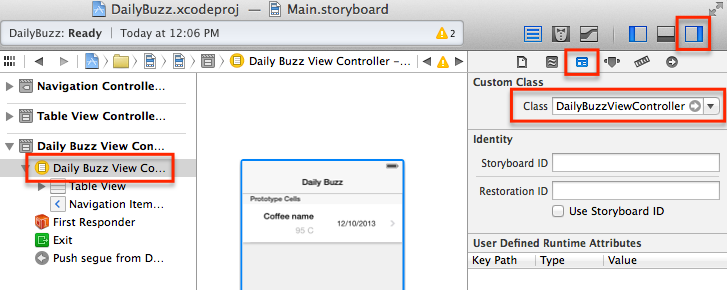 DailyBuzz.xcodeproj — Main.storyboard
DailyBuzz: Ready | Today at 12:06 PM 2
Daily Buzz View Controller –...
Navigation Controlle...
Table View Controlle...
Daily Buzz View Con...
Daily Buzz View Co...
Table View
Navigation Item...
First Responder
Exit
Push segue from D...
Daily Buzz
Prototype Cells
Coffee name
95 C
12/10/2013
Custom Class
Class DailyBuzzViewController
Identity
Storyboard ID
Restoration ID
Use Storyboard ID
User Defined Runtime Attributes
Key Path Type Value